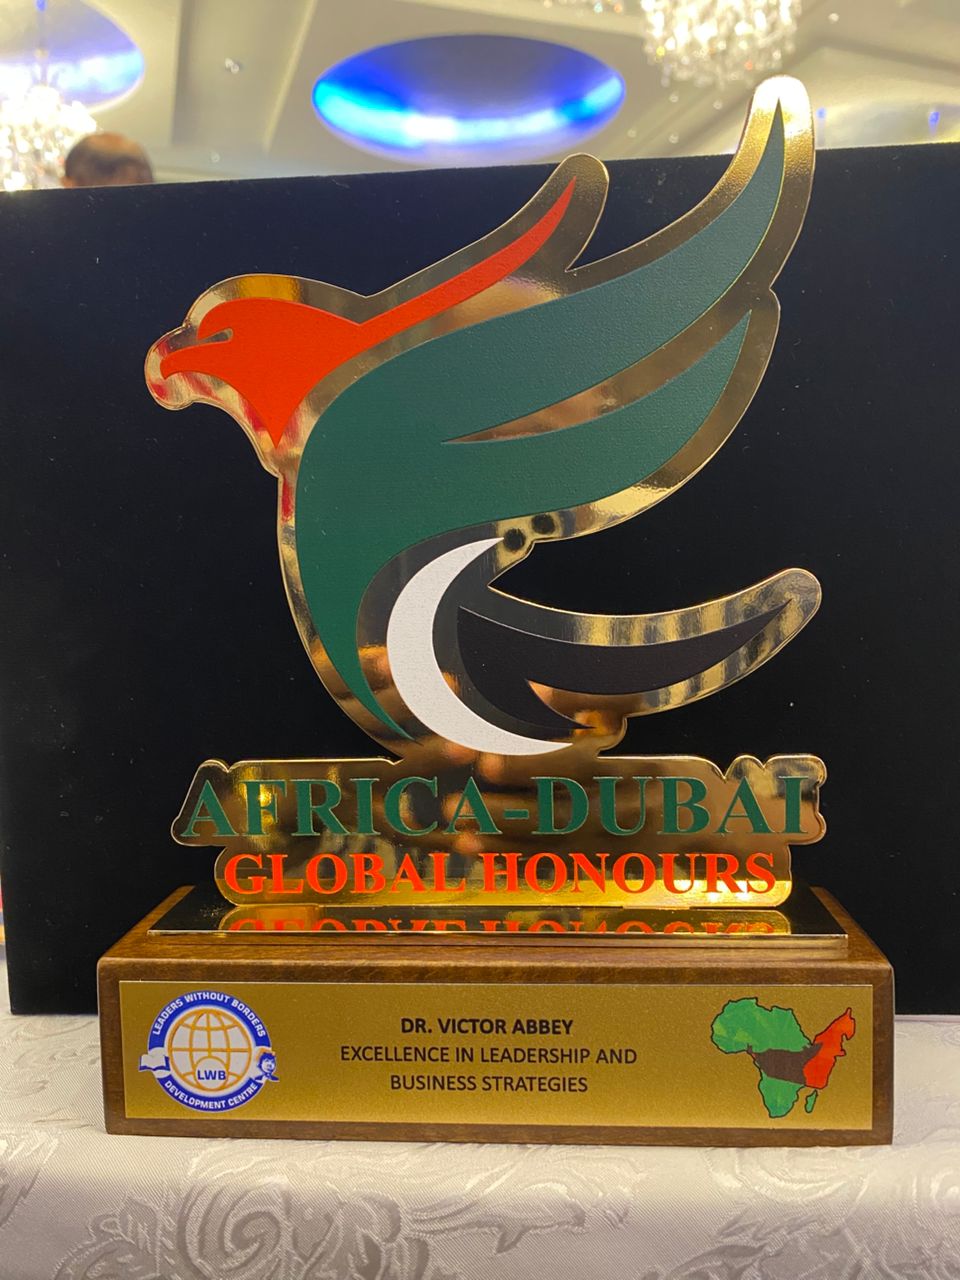 AFRICA-DUBAI
GLOBAL HONOURS
LEADERS WITHOUT BORDERS
LWB
DEVELOPMENT CENTRE
DR. VICTOR ABBEY
EXCELLENCE IN LEADERSHIP AND
BUSINESS STRATEGIES